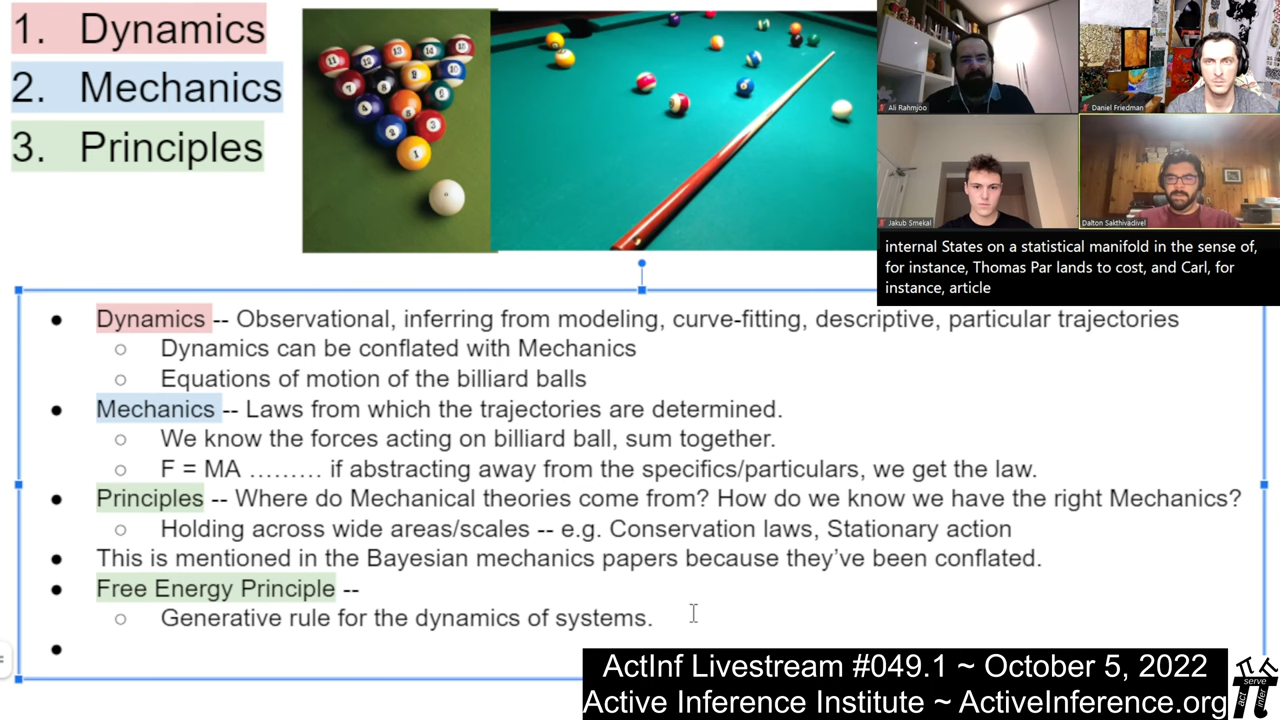 1. Dynamics
2. Mechanics
3. Principles
Ali Rahmjoo
Daniel Friedman
Jakub Smekal
Dalton Sakthivadivel
internal States on a statistical manifold in the sense of,
for instance, Thomas Par lands to cost, and Carl, for
instance, article
● Dynamics -- Observational, inferring from modeling, curve-fitting, descriptive, particular trajectories
○ Dynamics can be conflated with Mechanics
○ Equations of motion of the billiard balls
● Mechanics -- Laws from which the trajectories are determined.
○ We know the forces acting on billiard ball, sum together.
○ F = MA ……… if abstracting away from the specifics/particulars, we get the law.
● Principles -- Where do Mechanical theories come from? How do we know we have the right Mechanics?
○ Holding across wide areas/scales -- e.g. Conservation laws, Stationary action
● This is mentioned in the Bayesian mechanics papers because they’ve been conflated.
● Free Energy Principle --
○ Generative rule for the dynamics of systems.
●
ActInf Livestream #049.1 ~ October 5, 2022
Active Inference Institute ~ ActiveInference.org
serve
act
infer